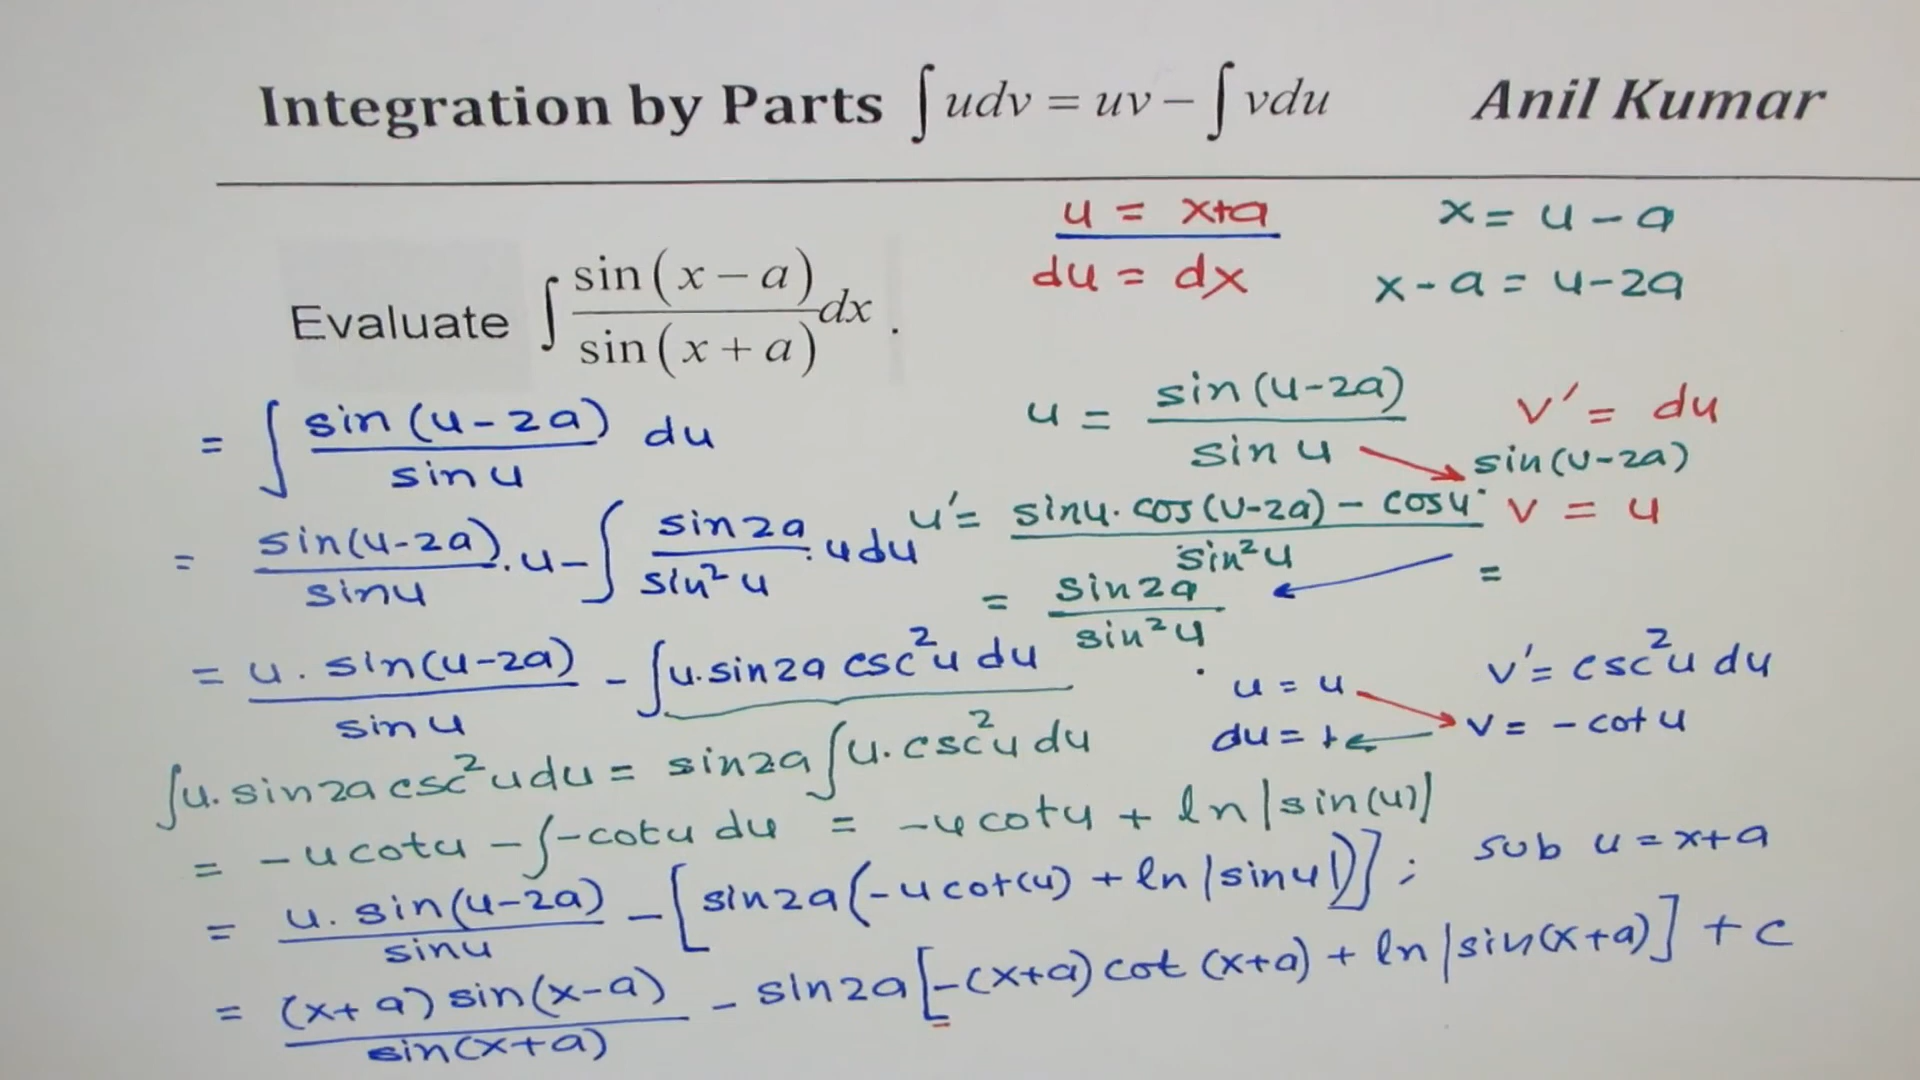 Integration by Parts ∫udv = uv − ∫vdu Anil Kumar
u = x+a x = u - a
du = dx x - a = u - 2a
Evaluate ∫ sin(x − a)/sin(x + a) dx .
= ∫ sin(u-2a)/sin u du
u = sin(u-2a)/sin u v' = du
sin(u-2a)
u' = sin u. cos(u-2a) - cos u . / sin²u v = u
= sin(u-2a)/sin u . u - ∫ sin2a/sin²u . u du
= sin2a/sin²u =
= u. sin(u-2a)/sin u - ∫u.sin2a csc²u du
u = u v' = csc²u du
du = 1 v = - cot u
∫u. sin2a csc²u du = sin2a ∫u. csc²u du
= -u cot u - ∫-cot u du = -u cot u + ln|sin(u)|
= u. sin(u-2a)/sin u - [sin2a(-u cot(u) + ln|sin u|)] ; sub u = x+a
= (x+a) sin(x-a)/sin(x+a) - sin2a[-(x+a) cot (x+a) + ln|sin(x+a)] + c